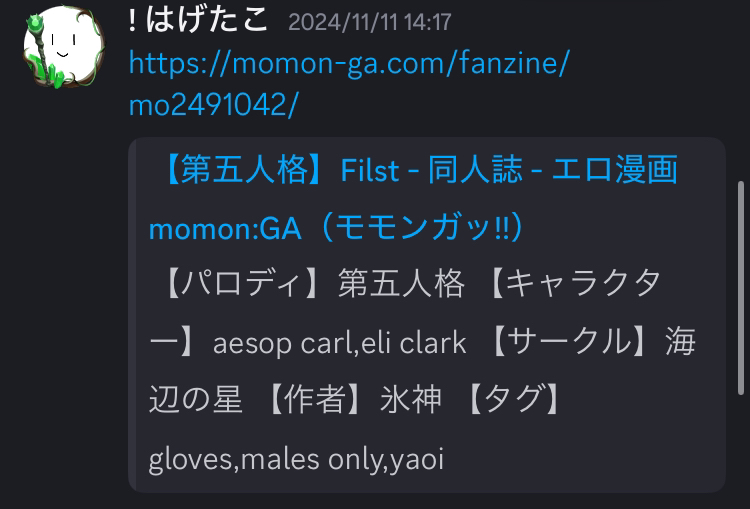 ! はげたこ 2024/11/11 14:17
https://momon-ga.com/fanzine/
mo2491042/
【第五人格】Filst - 同人誌 - エロ漫画
momon:GA（モモンガッ!!）
【パロディ】第五人格 【キャラクタ
ー】aesop carl,eli clark 【サークル】海
辺の星 【作者】氷神 【タグ】
gloves,males only,yaoi